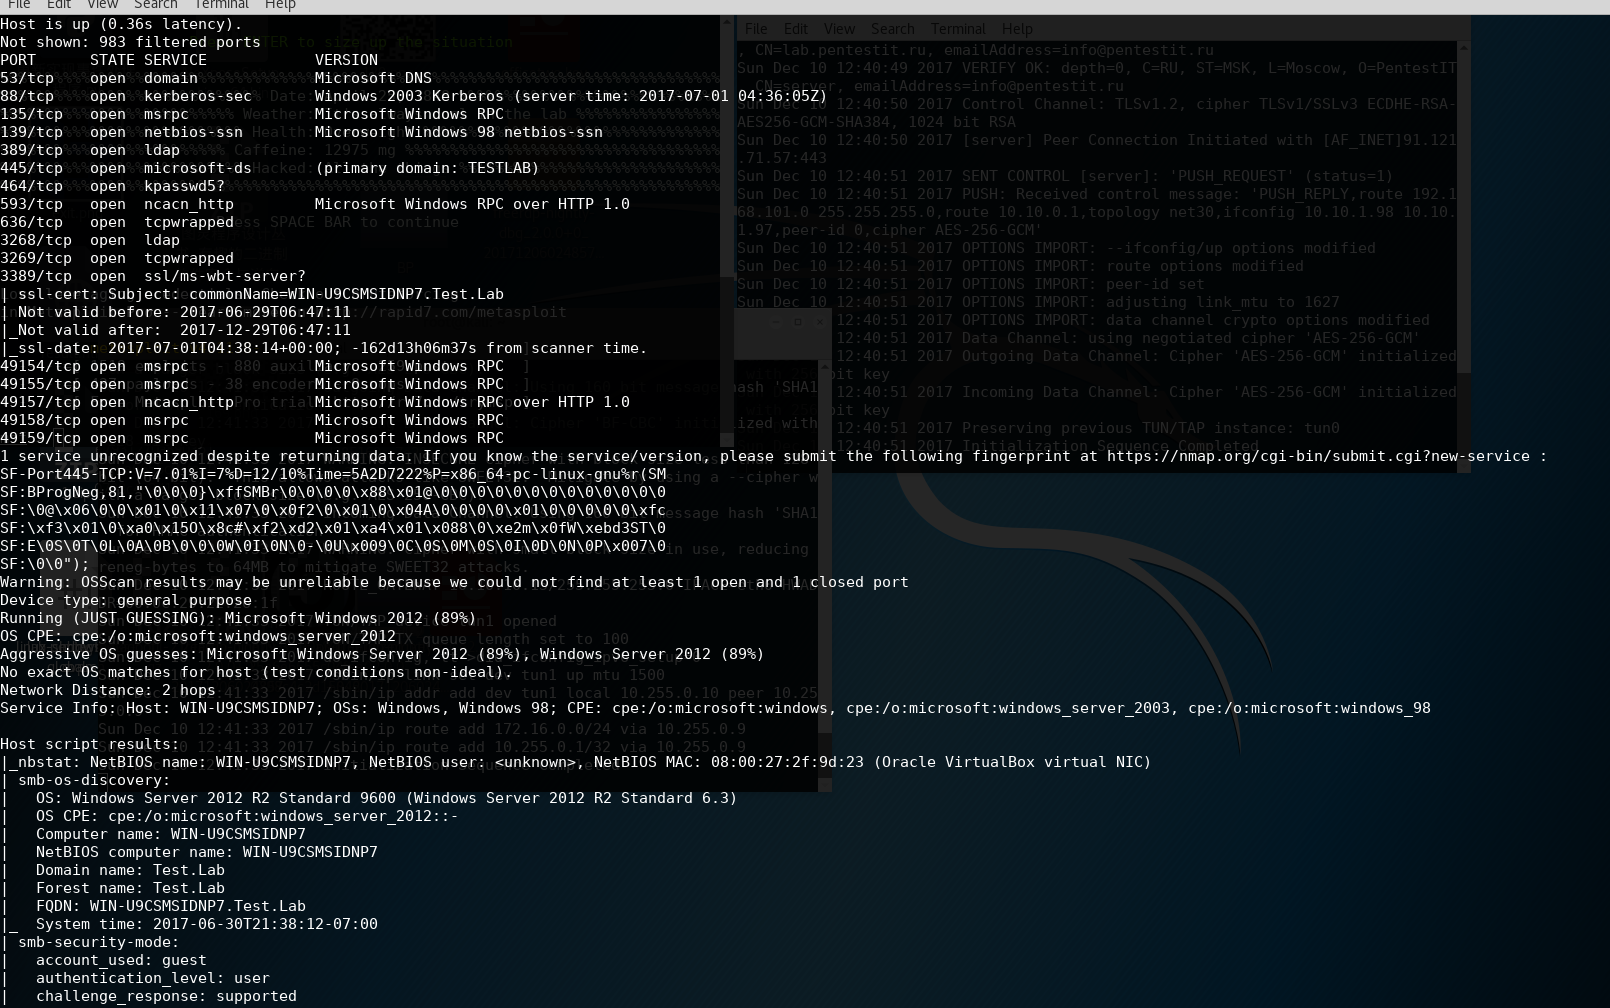 File Edit View Search Terminal Help
Host is up (0.36s latency).
Not shown: 983 filtered ports
PORT      STATE SERVICE            VERSION
53/tcp    open  domain             Microsoft DNS
88/tcp    open  kerberos-sec       Windows 2003 Kerberos (server time: 2017-07-01 04:36:05Z)
135/tcp   open  msrpc              Microsoft Windows RPC
139/tcp   open  netbios-ssn        Microsoft Windows 98 netbios-ssn
389/tcp   open  ldap
445/tcp   open  microsoft-ds       (primary domain: TESTLAB)
464/tcp   open  kpasswd5?
593/tcp   open  ncacn_http         Microsoft Windows RPC over HTTP 1.0
636/tcp   open  tcpwrapped
3268/tcp  open  ldap
3269/tcp  open  tcpwrapped
3389/tcp  open  ssl/ms-wbt-server?
| ssl-cert: Subject: commonName=WIN-U9CSMSIDNP7.Test.Lab
| Not valid before: 2017-06-29T06:47:11
|_Not valid after:  2017-12-29T06:47:11
|_ssl-date: 2017-07-01T04:38:14+00:00; -162d13h06m37s from scanner time.
49154/tcp open  msrpc              Microsoft Windows RPC
49155/tcp open  msrpc              Microsoft Windows RPC
49157/tcp open  ncacn_http         Microsoft Windows RPC over HTTP 1.0
49158/tcp open  msrpc              Microsoft Windows RPC
49159/tcp open  msrpc              Microsoft Windows RPC
1 service unrecognized despite returning data. If you know the service/version, please submit the following fingerprint at https://nmap.org/cgi-bin/submit.cgi?new-service :
SF-Port445-TCP:V=7.01%I=7%D=12/10%Time=5A2D7222%P=x86_64-pc-linux-gnu%r(SM
SF:BProgNeg,81,"\0\0\0}\xffSMBr\0\0\0\0\x88\x01@\0\0\0\0\0\0\0\0\0\0\0\0\0
SF:\0@\x06\0\0\x01\0\x11\x07\0\x0f2\0\x01\0\x04A\0\0\0\0\x01\0\0\0\0\0\xfc
SF:\xf3\x01\0\xa0\x15O\x8c#\xf2\xd2\x01\xa4\x01\x088\0\xe2m\x0fW\xebd3ST\0
SF:E\0S\0T\0L\0A\0B\0\0\0W\0I\0N\0-\0U\x009\0C\0S\0M\0S\0I\0D\0N\0P\x007\0
SF:\0\0");
Warning: OSScan results may be unreliable because we could not find at least 1 open and 1 closed port
Device type: general purpose
Running (JUST GUESSING): Microsoft Windows 2012 (89%)
OS CPE: cpe:/o:microsoft:windows_server_2012
Aggressive OS guesses: Microsoft Windows Server 2012 (89%), Windows Server 2012 (89%)
No exact OS matches for host (test conditions non-ideal).
Network Distance: 2 hops
Service Info: Host: WIN-U9CSMSIDNP7; OSs: Windows, Windows 98; CPE: cpe:/o:microsoft:windows, cpe:/o:microsoft:windows_server_2003, cpe:/o:microsoft:windows_98
Host script results:
|_nbstat: NetBIOS name: WIN-U9CSMSIDNP7, NetBIOS user: <unknown>, NetBIOS MAC: 08:00:27:2f:9d:23 (Oracle VirtualBox virtual NIC)
| smb-os-discovery:
|   OS: Windows Server 2012 R2 Standard 9600 (Windows Server 2012 R2 Standard 6.3)
|   OS CPE: cpe:/o:microsoft:windows_server_2012::-
|   Computer name: WIN-U9CSMSIDNP7
|   NetBIOS computer name: WIN-U9CSMSIDNP7
|   Domain name: Test.Lab
|   Forest name: Test.Lab
|   FQDN: WIN-U9CSMSIDNP7.Test.Lab
|_  System time: 2017-06-30T21:38:12-07:00
| smb-security-mode:
|   account_used: guest
|   authentication_level: user
|   challenge_response: supported
File Edit View Search Terminal Help
, CN=lab.pentestit.ru, emailAddress=info@pentestit.ru
Sun Dec 10 12:40:49 2017 VERIFY OK: depth=0, C=RU, ST=MSK, L=Moscow, O=PentestIT
CN=server, emailAddress=info@pentestit.ru
Sun Dec 10 12:40:50 2017 Control Channel: TLSv1.2, cipher TLSv1/SSLv3 ECDHE-RSA-
AES256-GCM-SHA384, 1024 bit RSA
Sun Dec 10 12:40:50 2017 [server] Peer Connection Initiated with [AF_INET]91.121
.71.57:443
Sun Dec 10 12:40:51 2017 SENT CONTROL [server]: 'PUSH_REQUEST' (status=1)
Sun Dec 10 12:40:51 2017 PUSH: Received control message: 'PUSH_REPLY,route 192.1
68.101.0 255.255.255.0,route 10.10.0.1,topology net30,ifconfig 10.10.1.98 10.10.
1.97,peer-id 0,cipher AES-256-GCM'
Sun Dec 10 12:40:51 2017 OPTIONS IMPORT: --ifconfig/up options modified
Sun Dec 10 12:40:51 2017 OPTIONS IMPORT: route options modified
Sun Dec 10 12:40:51 2017 OPTIONS IMPORT: peer-id set
Sun Dec 10 12:40:51 2017 OPTIONS IMPORT: adjusting link_mtu to 1627
12:40:51 2017 OPTIONS IMPORT: data channel crypto options modified
12:40:51 2017 Data Channel: using negotiated cipher 'AES-256-GCM'
12:40:51 2017 Outgoing Data Channel: Cipher 'AES-256-GCM' initialized
bit key
12:40:51 2017 Incoming Data Channel: Cipher 'AES-256-GCM' initialized
bit key
12:40:51 2017 Preserving previous TUN/TAP instance: tun0
12:40:51 2017 Initialization Sequence Completed